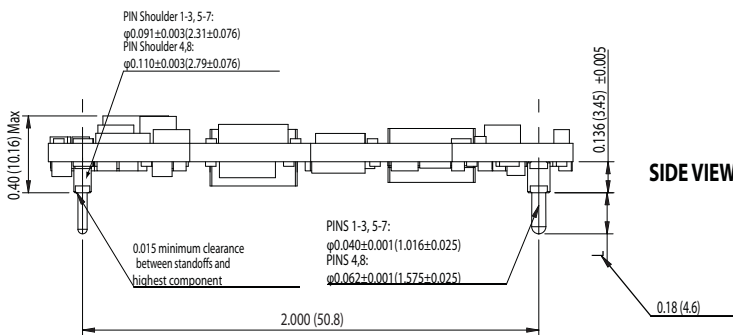 PIN Shoulder 1-3, 5-7:
φ0.091±0.003(2.31±0.076)
PIN Shoulder 4,8:
φ0.110±0.003(2.79±0.076)
0.40 (10.16) Max
0.136 (3.45) ±0.005
SIDE VIEW
0.015 minimum clearance
between standoffs and
highest component
PINS 1-3, 5-7:
φ0.040±0.001(1.016±0.025)
PINS 4,8:
φ0.062±0.001(1.575±0.025)
0.18 (4.6)
2.000 (50.8)